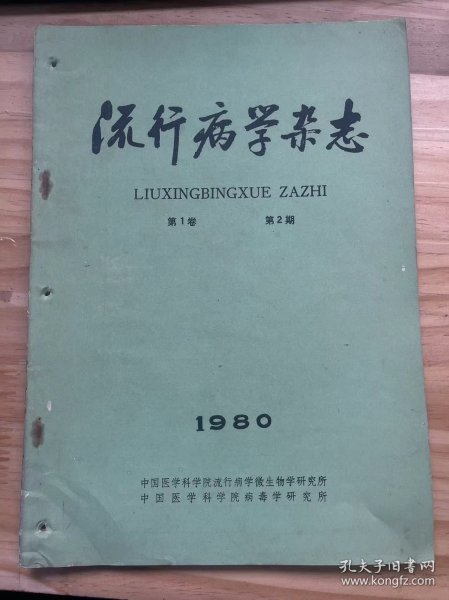 流行病学杂志
LIUXINGBINGXUE ZAZHI
第1卷 第2期
1980
中国医学科学院流行病学微生物学研究所
中国医学科学院病毒学研究所
孔夫子旧书网
www.kongfz.com